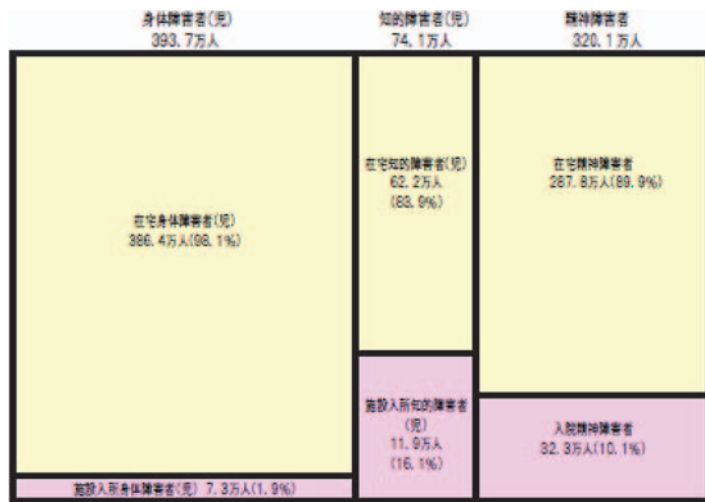 身体障害者(児)
393.7万人
知的障害者(児)
74.1万人
精神障害者
320.1万人
在宅身体障害者(児)
386.4万人(98.1%)
在宅知的障害者(児)
62.2万人
(83.9%)
在宅精神障害者
287.8万人(89.9%)
施設入所身体障害者(児) 7.3万人(1.9%)
施設入所知的障害者
(児)
11.9万人
(16.1%)
入院精神障害者
32.3万人(10.1%)